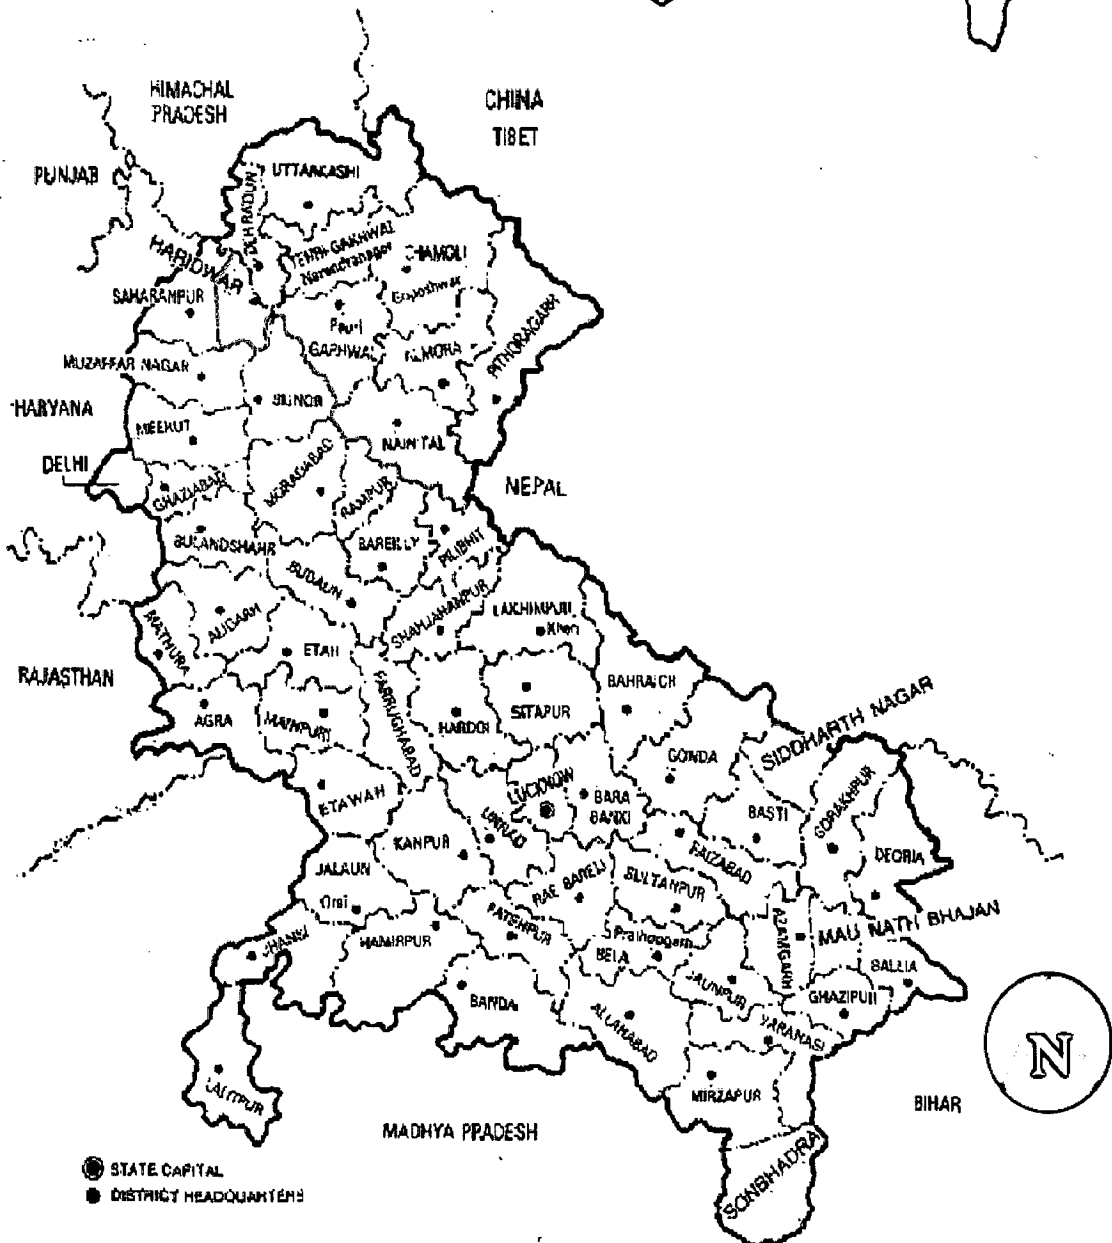 HIMACHAL
PRADESH
CHINA
TIBET
PUNJAB
UTTARKASHI
DEHRADUN
HARIDWAR
TEHRI-GARHWAL
Narendranagar
CHAMOLI
Gopeshwar
SAHARANPUR
Pauri
GARHWAL
ALMORA
PITHORAGARH
MUZAFFAR NAGAR
HARYANA
BIJNOR
MEERUT
NAINITAL
DELHI
GHAZIABAD
MORADABAD
RAMPUR
NEPAL
BULANDSHAHR
BAREILLY
PILIBHIT
BUDAUN
SHAHJAHANPUR
LAKHIMPUR
Kheri
MATHURA
ALIGARH
ETAH
RAJASTHAN
FARRUGHABAD
BAHRAICH
AGRA
MAINPURI
HARDOI
SITAPUR
SIDDHARTH NAGAR
GONDA
ETAWAH
LUCKNOW
BARA
BANKI
BASTI
GORAKHPUR
KANPUR
UNNAO
FAIZABAD
DEORIA
JALAUN
Orai
RAE BARELI
SULTANPUR
AZAMGARH
MAU NATH BHAJAN
JHANSI
HAMIRPUR
FATEHPUR
Prathapgarh
BELA
JAUNPUR
BALLIA
GHAZIPUR
BANDA
ALLAHABAD
VARANASI
N
LALITPUR
MIRZAPUR
BIHAR
MADHYA PRADESH
SONBHADRA
STATE CAPITAL
DISTRICT HEADQUARTERS